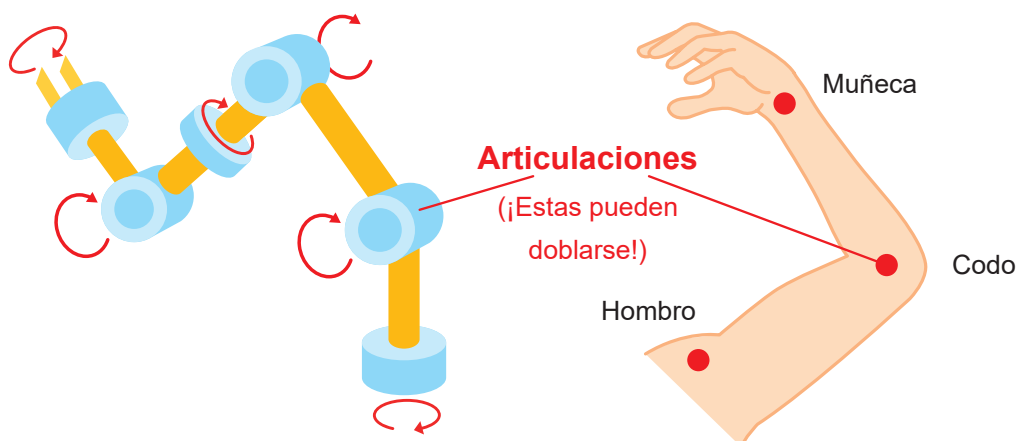 Muñeca
Articulaciones
(¡Estas pueden
doblarse!)
Codo
Hombro